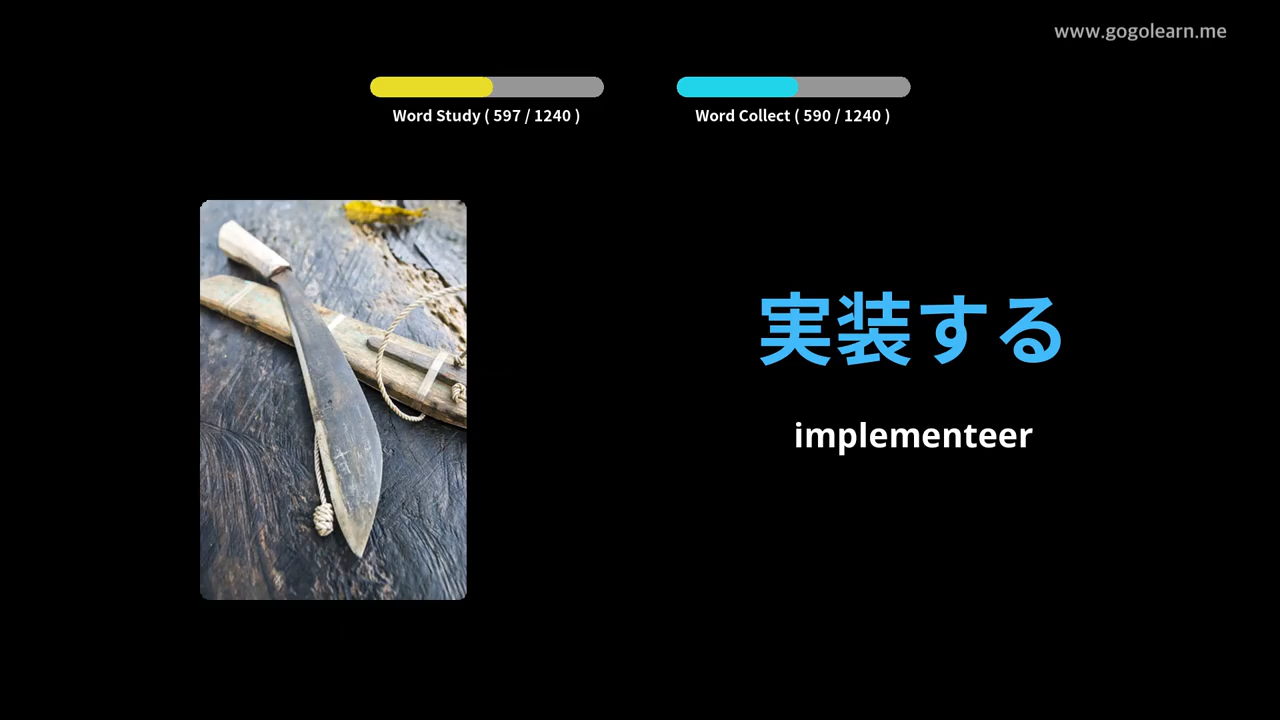 www.gogolearn.me
Word Study ( 597 / 1240 )
Word Collect ( 590 / 1240 )
実装する
implementeer